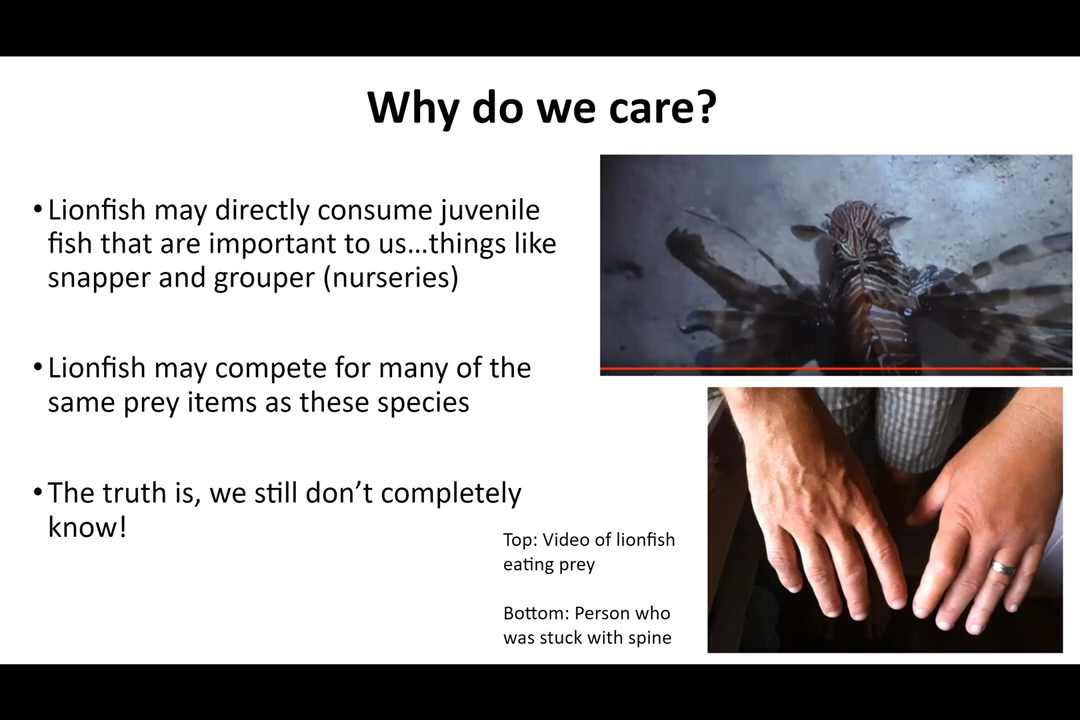 Why do we care?
•Lionfish may directly consume juvenile
fish that are important to us...things like
snapper and grouper (nurseries)
•Lionfish may compete for many of the
same prey items as these species
•The truth is, we still don’t completely
know!
Top: Video of lionfish
eating prey
Bottom: Person who
was stuck with spine